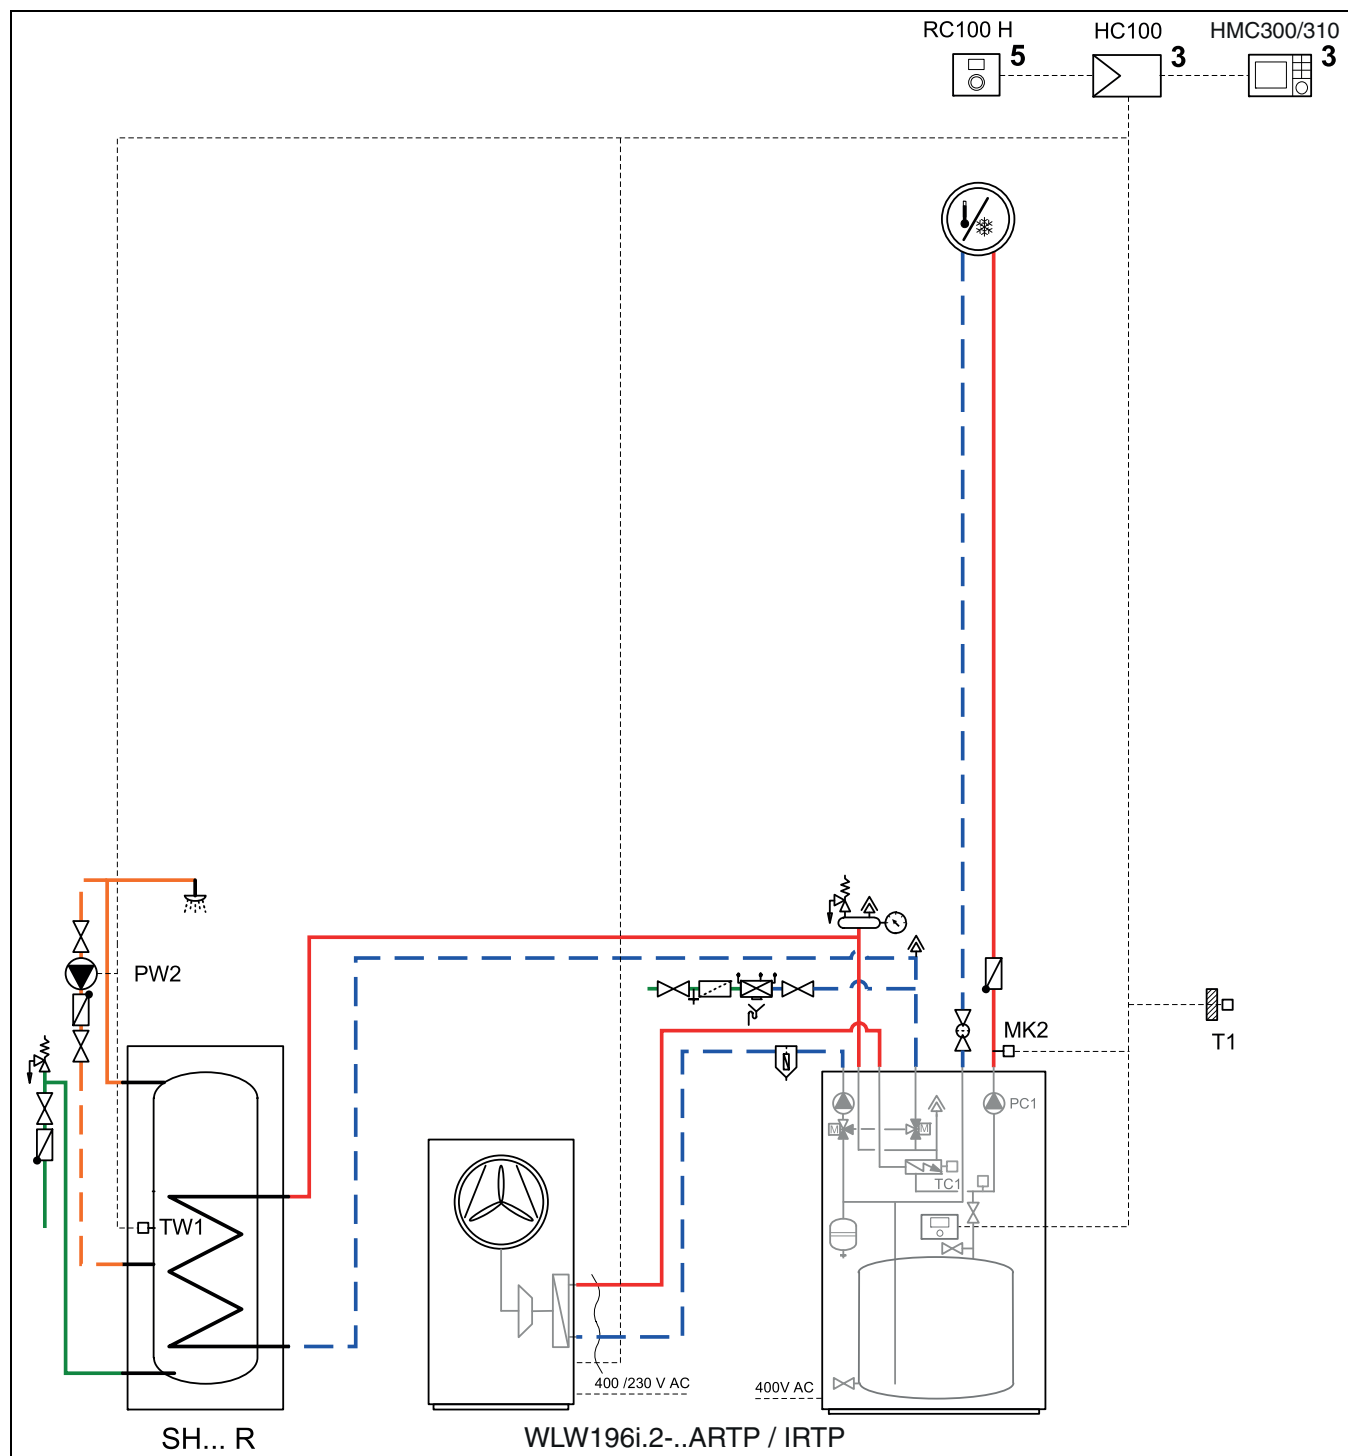 RC100 H
5
HC100
3
HMC300/310
3
PW2
MK2
T1
PC1
M
M
TC1
TW1
400 /230 V AC
400V AC
SH... R
WLW196i.2-..ARTP / IRTP